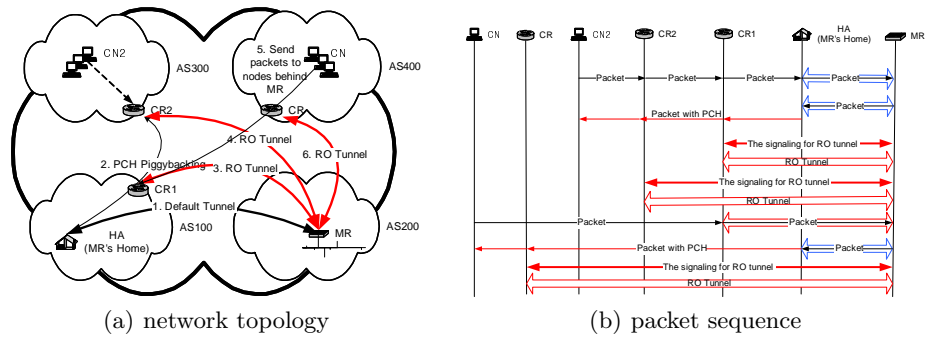 CN2
CN
5. Send
packets to
nodes behind
MR
AS300
AS400
CR2
CR
4. RO Tunnel
2. PCH Piggybacking
6. RO Tunnel
3. RO Tunnel
CR1
1. Default Tunnel
HA
(MR's Home)
AS100
AS200
MR
(a) network topology
CN
CR
CN2
CR2
CR1
HA
(MR's Home)
MR
Packet
Packet
Packet
Packet
Packet
Packet with PCH
The signaling for RO tunnel
RO Tunnel
The signaling for RO tunnel
RO Tunnel
Packet
Packet
Packet with PCH
Packet
The signaling for RO tunnel
RO Tunnel
(b) packet sequence